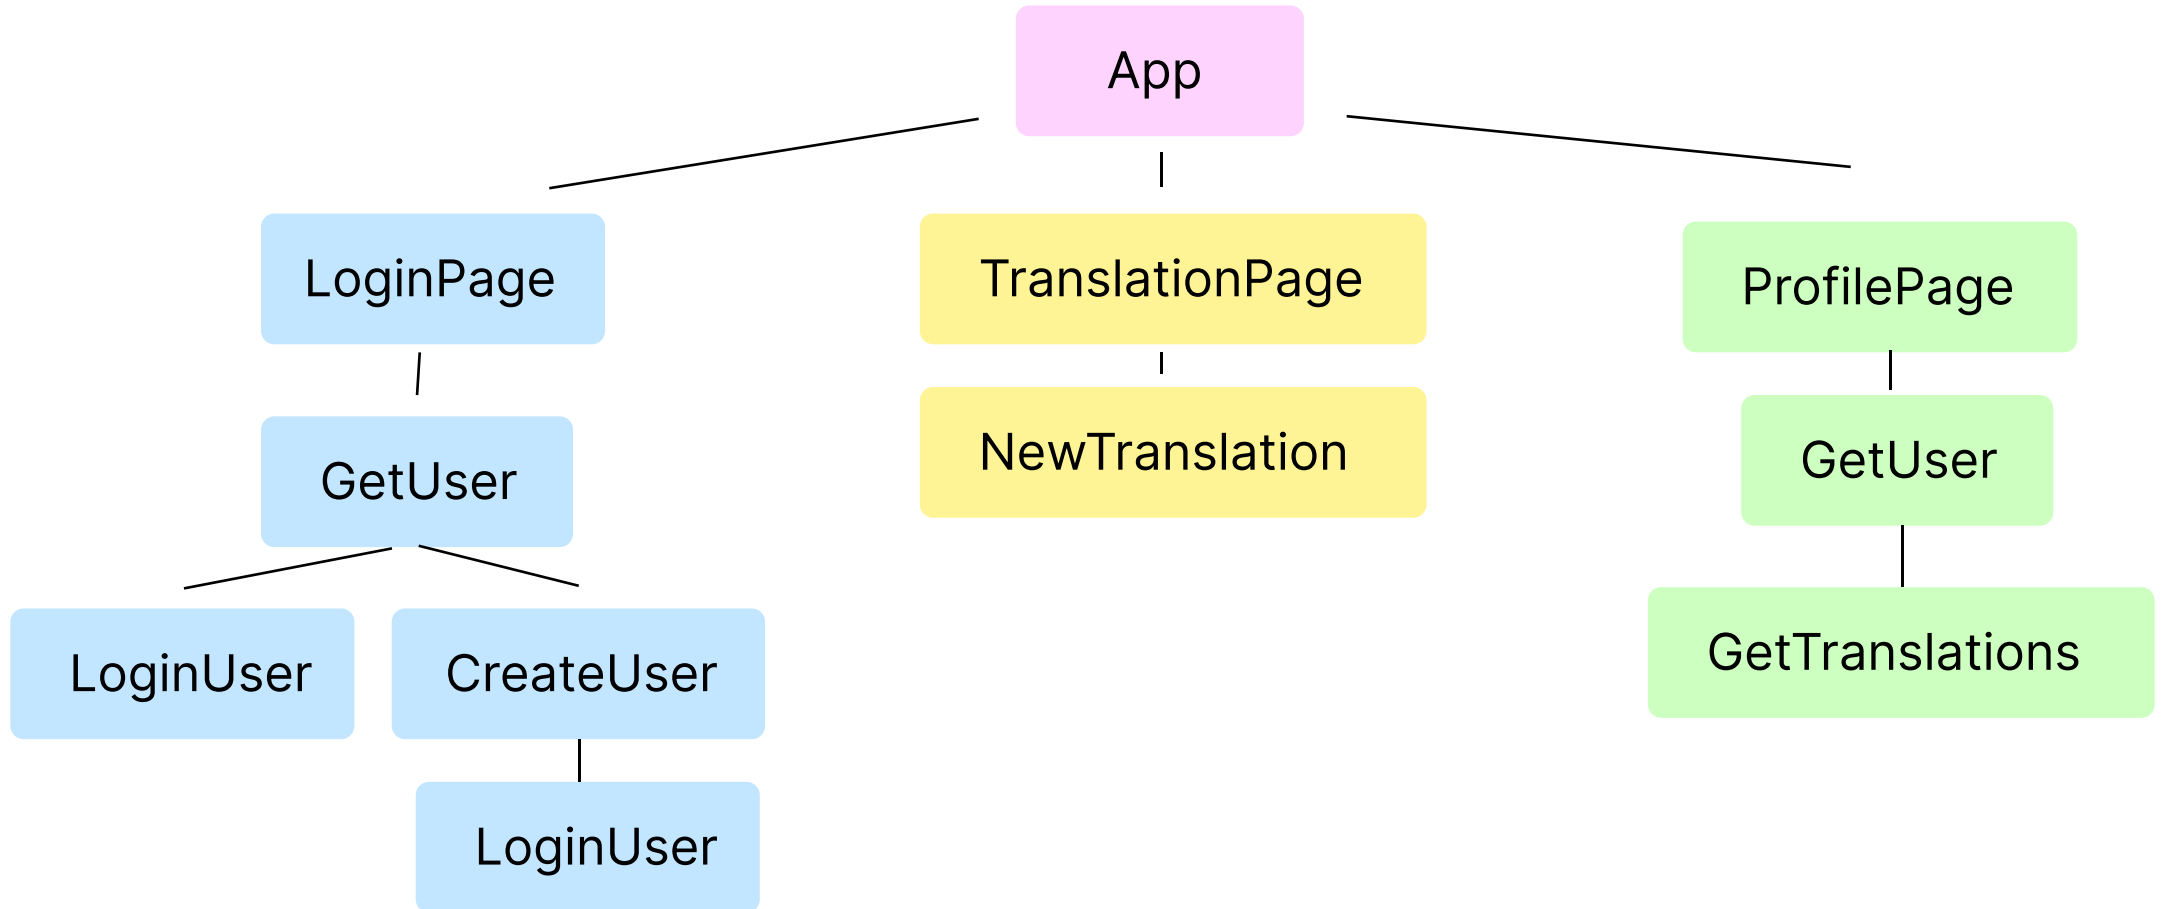 App
LoginPage
TranslationPage
ProfilePage
GetUser
NewTranslation
GetUser
LoginUser
CreateUser
GetTranslations
LoginUser